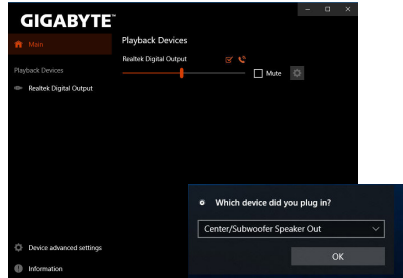 GIGABYTE™
Main
Playback Devices
Realtek Digital Output
Mute
Playback Devices
Realtek Digital Output
Which device did you plug in?
Center/Subwoofer Speaker Out
OK
Device advanced settings
Information